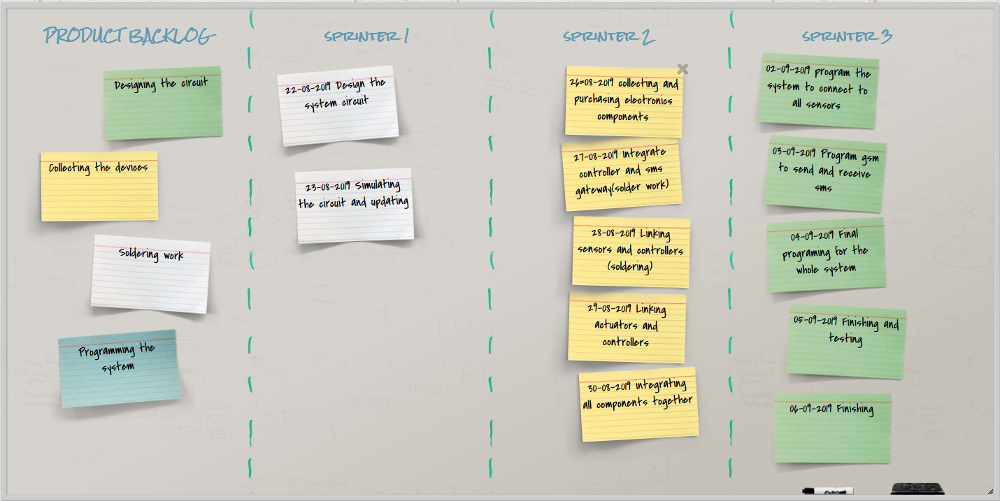 PRODUCT BACKLOG
Designing the circuit
Collecting the devices
Soldering work
Programming the
system
SPRINTER 1
22-08-2019 Design the
system circuit
23-08-2019 Simulating
the circuit and updating
SPRINTER 2
26=08-2019 collecting and
purchasing electronics
components
27-08-2019 integrate
controller and sms
gateway(solder work)
28-08-2019 Linking
sensors and controllers
(soldering)
29-08-2019 Linking
actuators and
controllers
30-08-2019 integrating
all components together
SPRINTER 3
02-09-2019 program the
system to connect to
all sensors
03-09-2019 Program gsm
to send and receive
sms
04-09-2019 Final
programing for the
whole system
05-09-2019 Finishing and
testing
06-09-2019 Finishing
EXPO